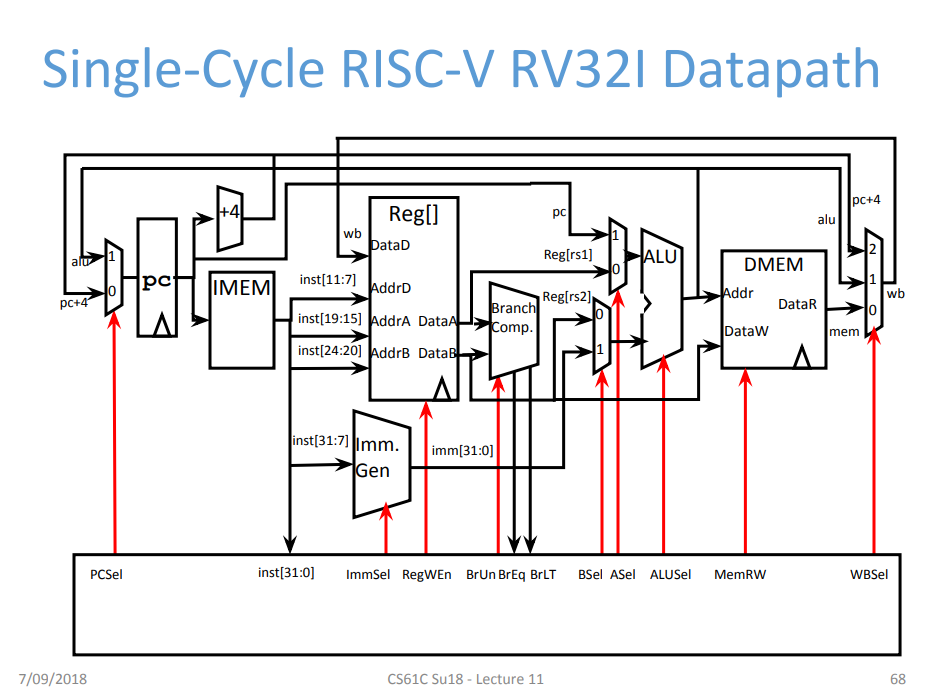 Single-Cycle RISC-V RV32I Datapath
+4
Reg[]
pc+4
pc
alu
wb
DataD
1
2
alu
1
pc
IMEM
inst[11:7]
AddrD
Reg[rs1]
0
ALU
DMEM
1
pc+4
0
Reg[rs2]
Addr
wb
inst[19:15]
AddrA
DataA
Branch
Comp.
0
DataR
0
inst[24:20]
AddrB
DataB
1
DataW
mem
inst[31:7]
Imm.
Gen
imm[31:0]
PCSel
inst[31:0]
ImmSel
RegWEn
BrUn
BrEq
BrLT
BSel
ASel
ALUSel
MemRW
WBSel
7/09/2018
CS61C Su18 - Lecture 11
68